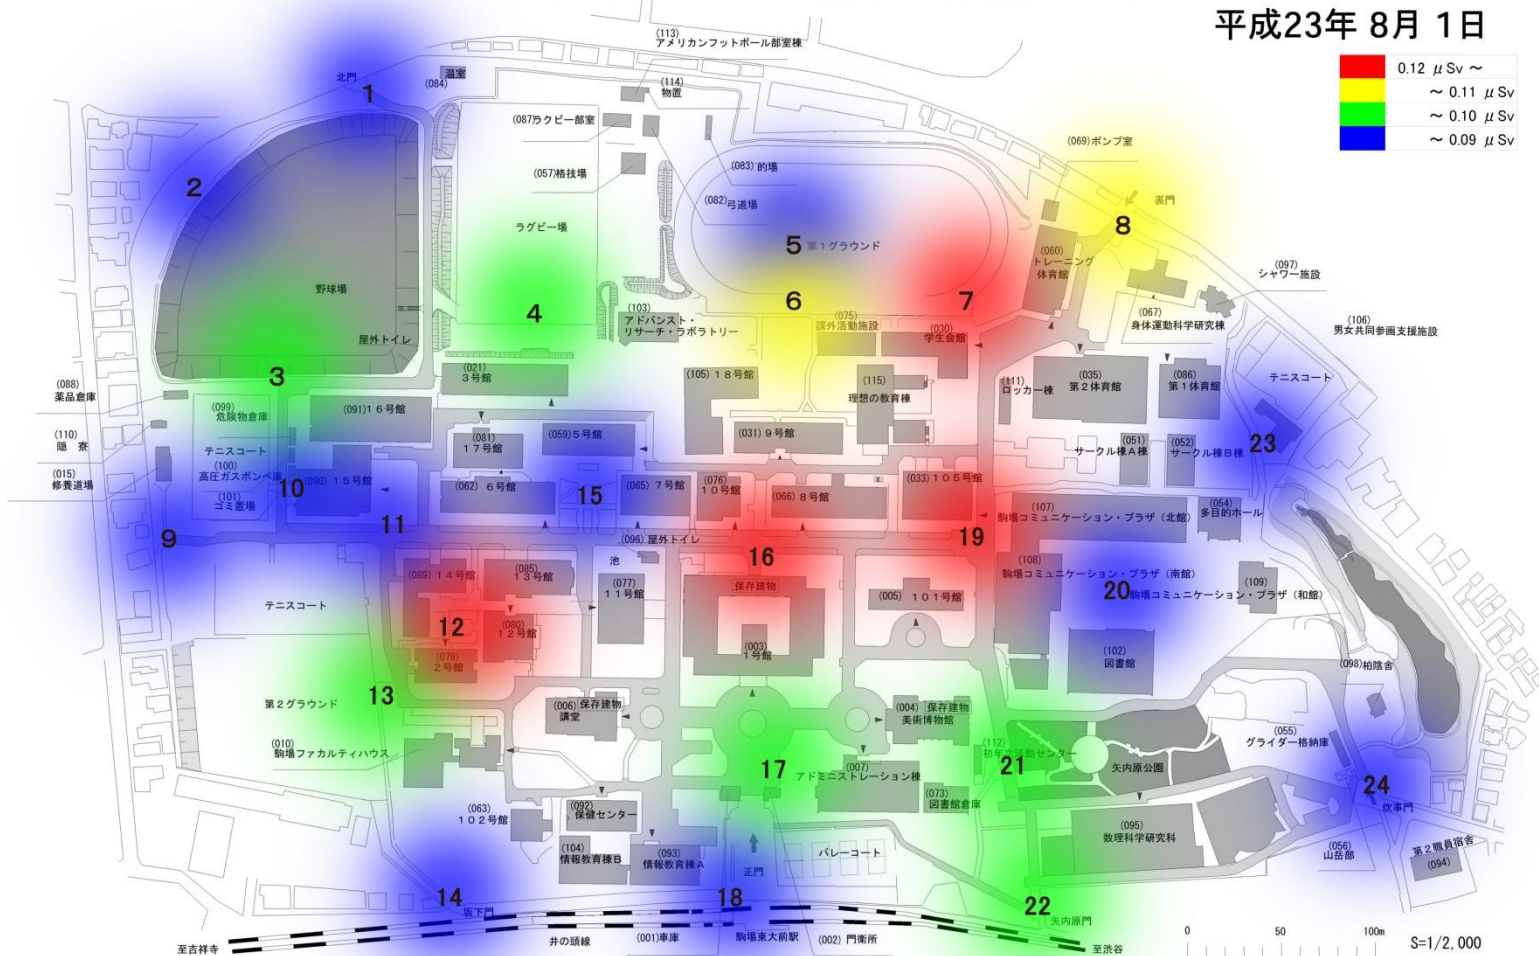 平成23年 8月 1日
0.12 μSv ～
～ 0.11 μSv
～ 0.10 μSv
～ 0.09 μSv
(113)
アメリカンフットボール部室棟
北門
1
(084)
温室
(114)
物置
(087)ラクビー部室
(069)ポンプ室
(057)格技場
(083) 的場
2
(082)弓道場
裏門
8
ラグビー場
5
第1グラウンド
(060)
トレーニング
体育館
(097)
シャワー施設
野球場
4
6
7
(103)
アドバンスト・
リサーチ・ラボラトリー
(075)
課外活動施設
(030)
学生会館
(067)
身体運動科学研究棟
(106)
男女共同参画支援施設
屋外トイレ
3
(021)
3号館
(105) 18号館
(115)
理想の教育棟
(111)
ロッカー棟
(035)
第2体育館
(086)
第1体育館
テニスコート
(088)
薬品倉庫
(099)
危険物倉庫
(091)16号館
(110)
隠 寮
テニスコート
(081)
17号館
(059)5号館
(031) 9号館
(051)
サークル棟A棟
(052)
サークル棟B棟
23
(015)
修養道場
(100)
高圧ガスボンベ庫
(101)
ゴミ置場
10
(090) 15号館
(062) 6号館
15
(065) 7号館
(076)
10号館
(066) 8号館
(033) 105号館
(107)
駒場コミュニケーション・プラザ(北館)
(054)
多目的ホール
9
11
(096) 屋外トイレ
16
19
池
(089) 14号館
(085)
13号館
(077)
11号館
保存建物
(108)
駒場コミュニケーション・プラザ(南館)
(109)
20
駒場コミュニケーション・プラザ(和館)
テニスコート
(005) 101号館
12
(080)
12号館
(079)
2号館
(003)
1号館
(102)
図書館
(098)柏陰舎
13
第2グラウンド
(006)
保存建物
講堂
(004)
保存建物
美術博物館
(010)
駒場ファカルティハウス
17
(007)
アドミニストレーション棟
(112)
初年次活動センター
21
矢内原公園
(055)
グライダー格納庫
(073)
図書館倉庫
24
炊事門
(063)
102号館
(092)
保健センター
(095)
数理科学研究科
(104)
情報教育棟B
(093)
情報教育棟A
正門
バレーコート
(056)
山岳部
第2職員宿舎
(094)
14
坂下門
18
22
矢内原門
至吉祥寺
井の頭線
(001)車庫
駒場東大前駅
(002) 門衛所
至渋谷
0
50
100m
S=1/2,000